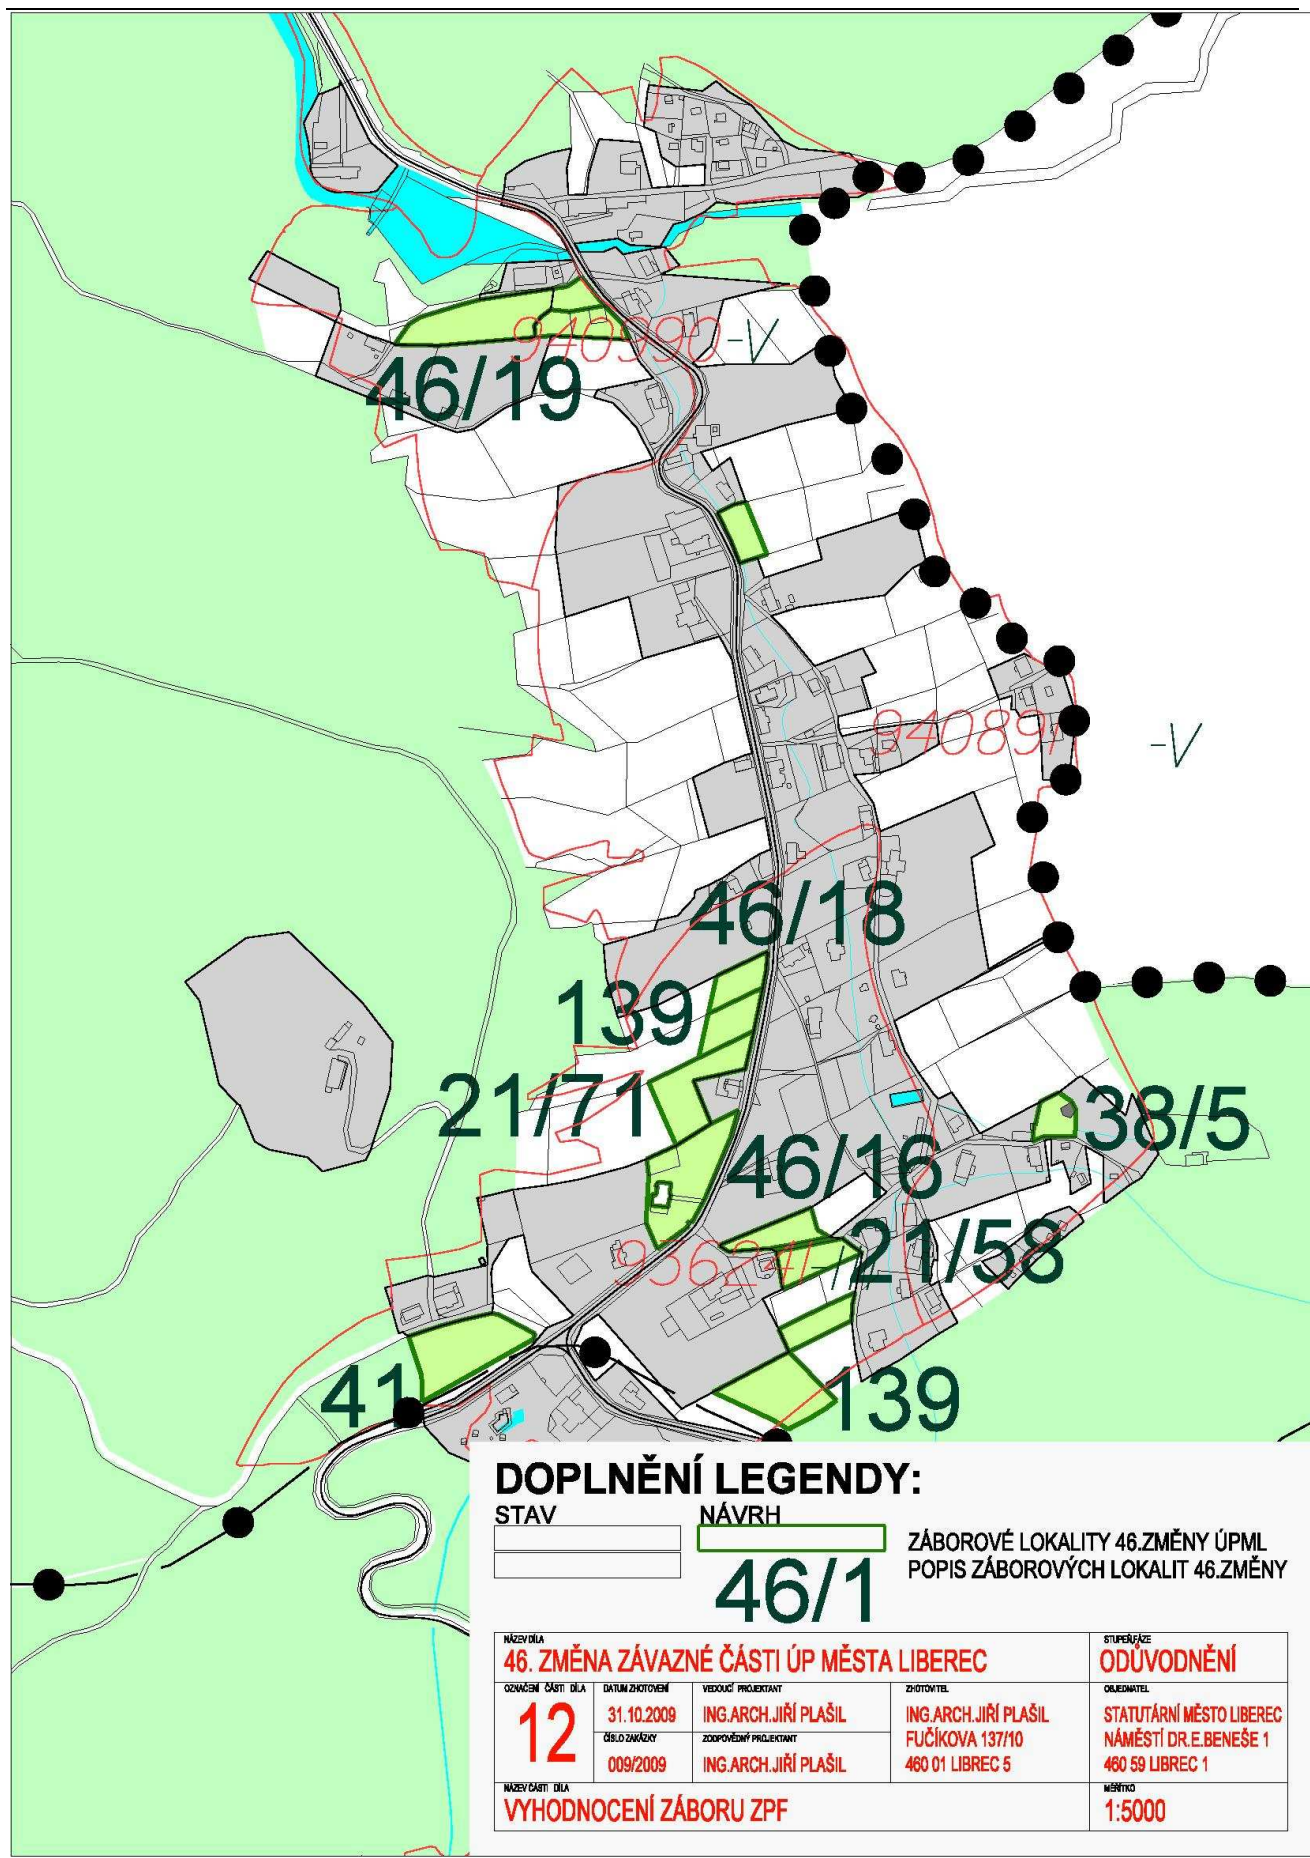 940990 -V
46/19
940891 -V
46/18
139
21/71
38/5
46/16
21/58
41
139
DOPLNĚNÍ LEGENDY:
STAV NÁVRH
ZÁBOROVÉ LOKALITY 46.ZMĚNY ÚPML
46/1 POPIS ZÁBOROVÝCH LOKALIT 46.ZMĚNY
NÁZEV DÍLA
46. ZMĚNA ZÁVAZNÉ ČÁSTI ÚP MĚSTA LIBEREC
STUPEŇ/FÁZE
ODŮVODNĚNÍ
OZNAČENÍ ČÁSTI DÍLA
12
DATUM ZHOTOVENÍ
31.10.2009
ČÍSLO ZAKÁZKY
009/2009
VEDOUCÍ PROJEKTANT
ING.ARCH.JIŘÍ PLAŠIL
ZODPOVĚDNÝ PROJEKTANT
ING.ARCH.JIŘÍ PLAŠIL
ZHOTOVITEL
ING.ARCH.JIŘÍ PLAŠIL
FUČÍKOVA 137/10
460 01 LIBREC 5
OBJEDNATEL
STATUTÁRNÍ MĚSTO LIBEREC
NÁMĚSTÍ DR.E.BENEŠE 1
460 59 LIBREC 1
NÁZEV ČÁSTI DÍLA
VYHODNOCENÍ ZÁBORU ZPF
MĚŘÍTKO
1:5000